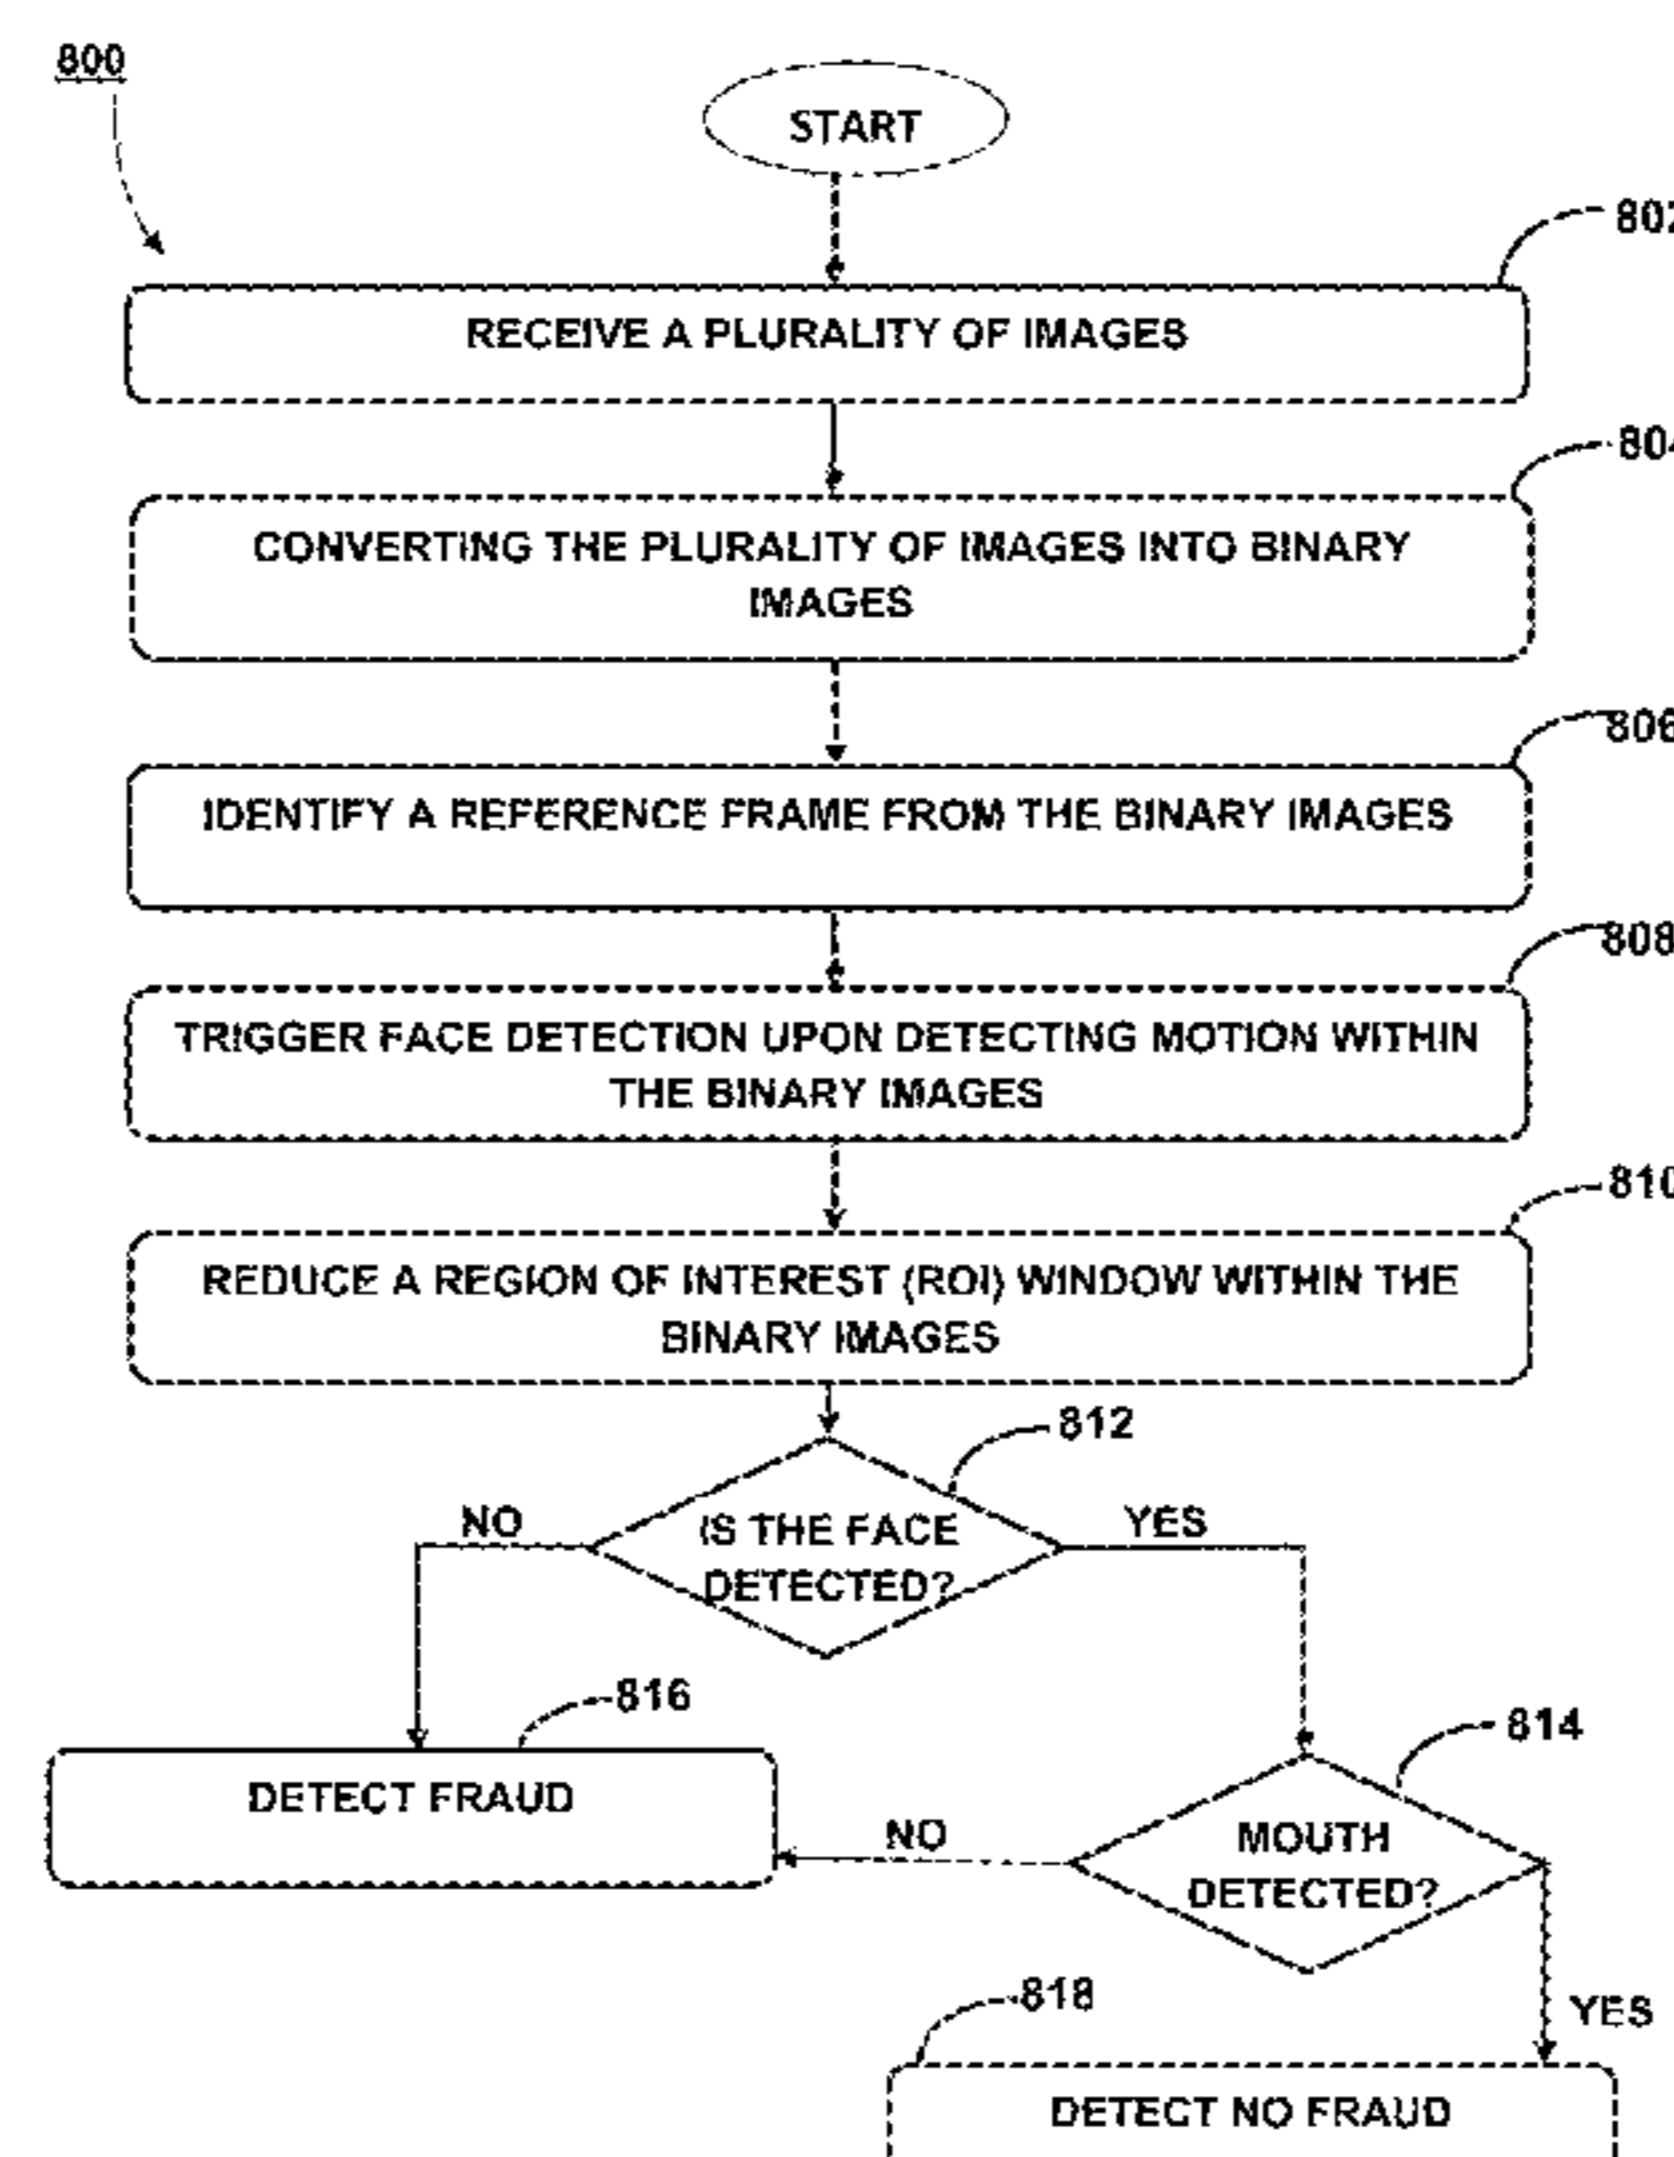 800
START
802
RECEIVE A PLURALITY OF IMAGES
804
CONVERTING THE PLURALITY OF IMAGES INTO BINARY
IMAGES
806
IDENTIFY A REFERENCE FRAME FROM THE BINARY IMAGES
808
TRIGGER FACE DETECTION UPON DETECTING MOTION WITHIN
THE BINARY IMAGES
810
REDUCE A REGION OF INTEREST (ROI) WINDOW WITHIN THE
BINARY IMAGES
812
NO
IS THE FACE
DETECTED?
YES
816
814
DETECT FRAUD
NO
MOUTH
DETECTED?
818
YES
DETECT NO FRAUD